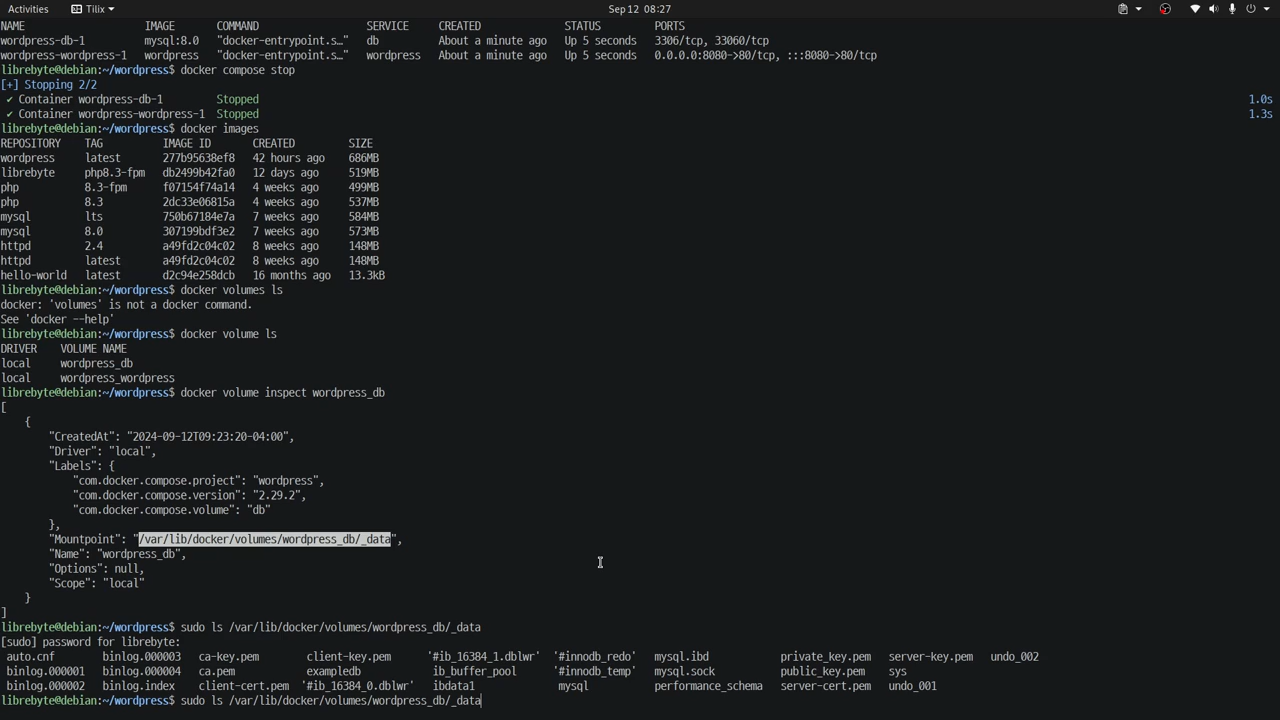 Activities Tilix Sep 12 08:27
NAME IMAGE COMMAND SERVICE CREATED STATUS PORTS
wordpress-db-1 mysql:8.0 "docker-entrypoint.s…" db About a minute ago Up 5 seconds 3306/tcp, 33060/tcp
wordpress-wordpress-1 wordpress "docker-entrypoint.s…" wordpress About a minute ago Up 5 seconds 0.0.0.0:8080->80/tcp, :::8080->80/tcp
librebyte@debian:~/wordpress$ docker compose stop
[+] Stopping 2/2
✔ Container wordpress-db-1 Stopped 1.0s
✔ Container wordpress-wordpress-1 Stopped 1.3s
librebyte@debian:~/wordpress$ docker images
REPOSITORY TAG IMAGE ID CREATED SIZE
wordpress latest 277b95638ef8 42 hours ago 686MB
librebyte php8.3-fpm db2499b42fa0 12 days ago 519MB
php 8.3-fpm f07154f74a14 4 weeks ago 499MB
php 8.3 2dc33e06815a 4 weeks ago 537MB
mysql lts 750b67184e7a 7 weeks ago 584MB
mysql 8.0 307199bdf3e2 7 weeks ago 573MB
httpd 2.4 a49fd2c04c02 8 weeks ago 148MB
httpd latest a49fd2c04c02 8 weeks ago 148MB
hello-world latest d2c94e258dcb 16 months ago 13.3kB
librebyte@debian:~/wordpress$ docker volumes ls
docker: 'volumes' is not a docker command.
See 'docker --help'
librebyte@debian:~/wordpress$ docker volume ls
DRIVER VOLUME NAME
local wordpress_db
local wordpress_wordpress
librebyte@debian:~/wordpress$ docker volume inspect wordpress_db
[
{
"CreatedAt": "2024-09-12T09:23:20-04:00",
"Driver": "local",
"Labels": {
"com.docker.compose.project": "wordpress",
"com.docker.compose.version": "2.29.2",
"com.docker.compose.volume": "db"
},
"Mountpoint": "/var/lib/docker/volumes/wordpress_db/_data",
"Name": "wordpress_db",
"Options": null,
"Scope": "local"
}
]
librebyte@debian:~/wordpress$ sudo ls /var/lib/docker/volumes/wordpress_db/_data
[sudo] password for librebyte:
auto.cnf binlog.000003 ca-key.pem client-key.pem '#ib_16384_1.dblwr' '#innodb_redo' mysql.ibd private_key.pem server-key.pem undo_002
binlog.000001 binlog.000004 ca.pem exampledb ib_buffer_pool '#innodb_temp' mysql.sock public_key.pem sys
binlog.000002 binlog.index client-cert.pem '#ib_16384_0.dblwr' ibdata1 mysql performance_schema server-cert.pem undo_001
librebyte@debian:~/wordpress$ sudo ls /var/lib/docker/volumes/wordpress_db/_data